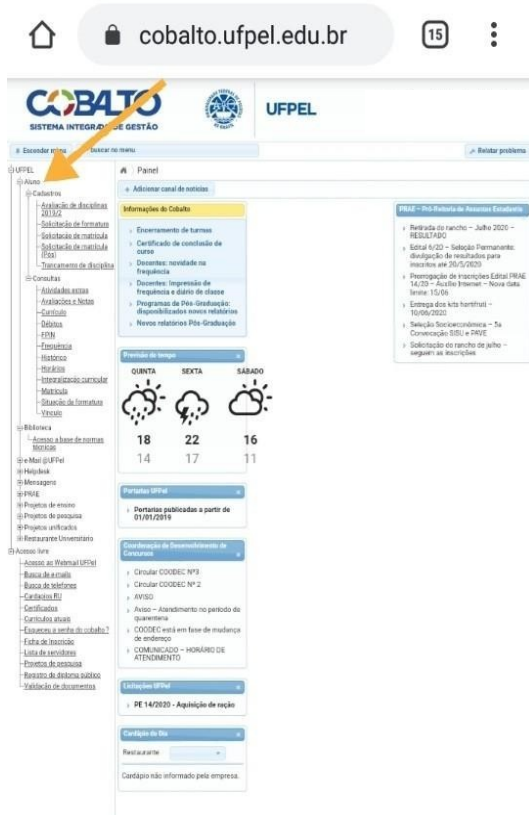 cobalto.ufpel.edu.br
15
COBALTO
SISTEMA INTEGRADO DE GESTÃO
UFPEL
Esconder menu
buscar no menu
Relatar problema
UFPEL
Aluno
Cadastros
Avaliação de disciplinas
2019/2
Solicitação de formatura
Solicitação de matrícula
Solicitação de matrícula
(Pós)
Trancamento de disciplina
Consultas
Atividades extras
Avaliações e Notas
Currículo
Débitos
EPIN
Frequência
Histórico
Horários
Integralização curricular
Matrícula
Situação de formatura
Vínculo
Biblioteca
Acesso a base de normas
técnicas
e-Mail @UFPel
Helpdesk
Mensagens
PRAE
Projetos de ensino
Projetos de pesquisa
Projetos unificados
Restaurante Universitário
Acesso livre
Acesso ao Webmail UFPel
Busca de e-mails
Busca de telefones
Cardápios RU
Certificados
Currículos atuais
Esqueceu a senha do cobalto ?
Ficha de Inscrição
Lista de servidores
Projetos de pesquisa
Registro de diploma público
Validação de documentos
Painel
+ Adicionar canal de notícias
Informações do Cobalto
Encerramento de turmas
Certificado de conclusão de
curso
Docentes: novidade na
frequência
Docentes: Impressão de
frequência e diário de classe
Programas de Pós-Graduação:
disponibilizados novos relatórios
Novos relatórios Pós-Graduação
Previsão do tempo
QUINTA SEXTA SÁBADO
18 22 16
14 17 11
Portarias UFPel
Portarias publicadas a partir de
01/01/2019
Coordenação de Desenvolvimento de
Concursos
Circular COODEC Nº3
Circular COODEC Nº 2
AVISO
Aviso – Atendimento no período de
quarentena
COODEC está em fase de mudança
de endereço
COMUNICADO – HORÁRIO DE
ATENDIMENTO
Licitações UFPel
PE 14/2020 - Aquisição de ração
Cardápio do Dia
Restaurante
Cardápio não informado pela empresa.
PRAE – Pró-Reitoria de Assuntos Estudantis
Retirada do rancho – Julho 2020 –
RESULTADO
Edital 6/20 – Seleção Permanente:
divulgação de resultados para
inscritos até 20/5/2020
Prorrogação de inscrições Edital PRAE
14/20 – Auxílio Internet – Nova data
limite: 15/06
Entrega dos kits hortifruti –
10/06/2020
Seleção Socioeconômica – 5a
Convocação SISU e PAVE
Solicitação do rancho de julho –
seguem as inscrições